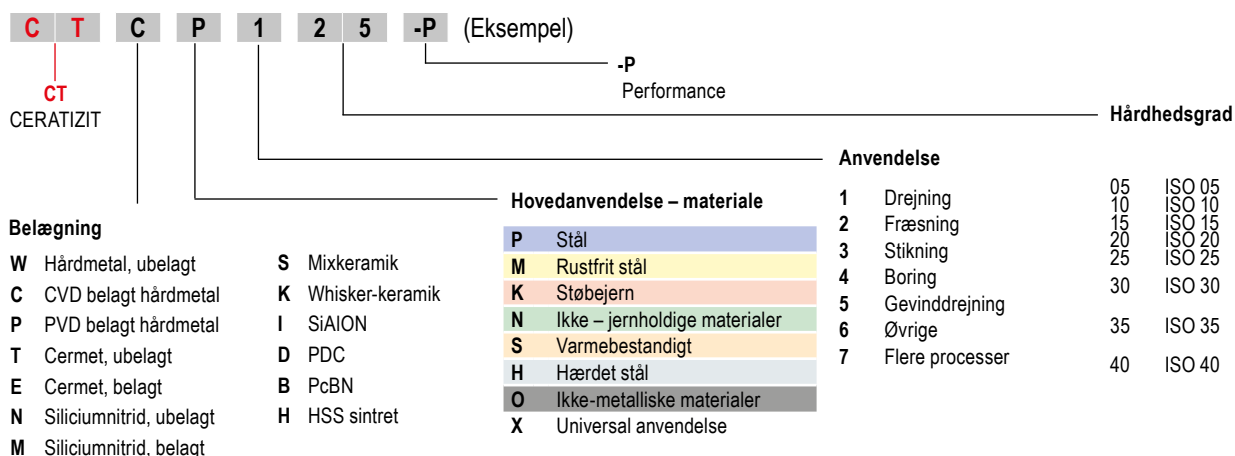 C T C P 1 2 5 -P (Eksempel)
-P
Performance
CT
CERATIZIT
Hårdhedsgrad
05 ISO 05
10 ISO 10
15 ISO 15
20 ISO 20
25 ISO 25
30 ISO 30
35 ISO 35
40 ISO 40
Anvendelse
1 Drejning
2 Fræsning
3 Stikning
4 Boring
5 Gevinddrejning
6 Øvrige
7 Flere processer
Hovedanvendelse – materiale
P Stål
M Rustfrit stål
K Støbejern
N Ikke – jernholdige materialer
S Varmebestandigt
H Hærdet stål
O Ikke-metalliske materialer
X Universal anvendelse
Belægning
W Hårdmetal, ubelagt
C CVD belagt hårdmetal
P PVD belagt hårdmetal
T Cermet, ubelagt
E Cermet, belagt
N Siliciumnitrid, ubelagt
M Siliciumnitrid, belagt
S Mixkeramik
K Whisker-keramik
I SiAlON
D PDC
B PcBN
H HSS sintret